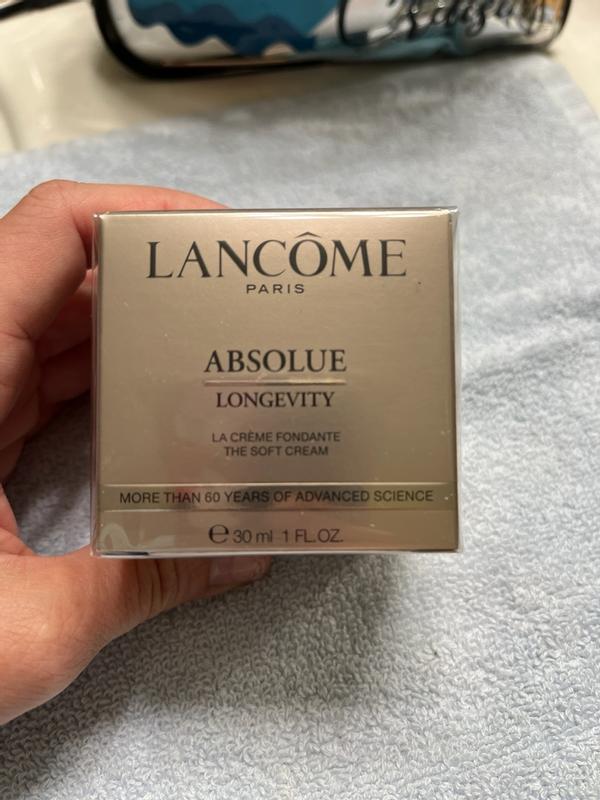 LANCÔME
PARIS
ABSOLUE
LONGEVITY
LA CRÈME FONDANTE
THE SOFT CREAM
MORE THAN 60 YEARS OF ADVANCED SCIENCE
℮ 30 ml 1 FL.OZ.